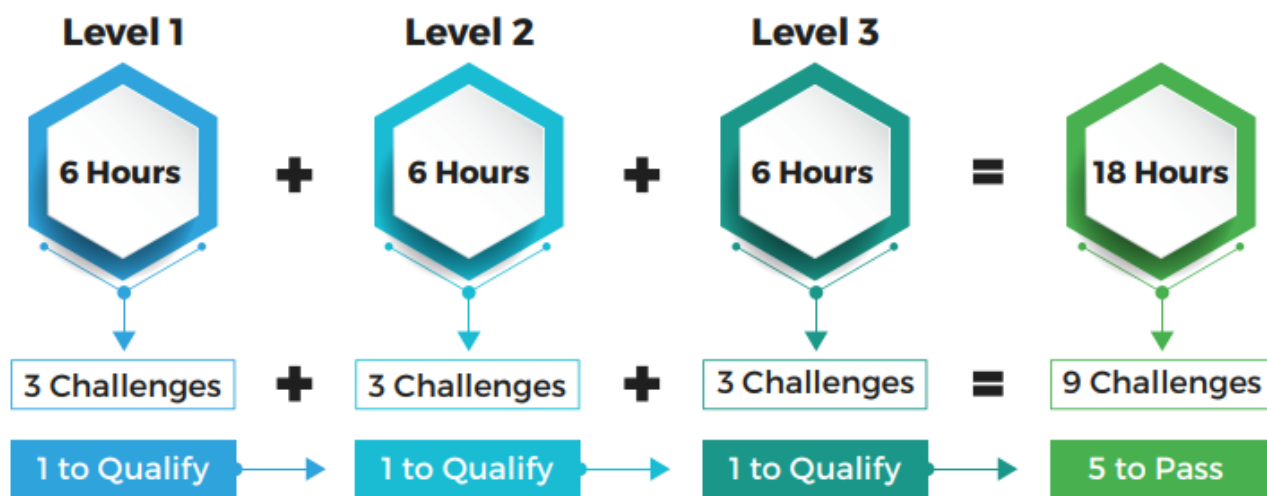 Level 1 Level 2 Level 3
6 Hours + 6 Hours + 6 Hours = 18 Hours
3 Challenges + 3 Challenges + 3 Challenges = 9 Challenges
1 to Qualify 1 to Qualify 1 to Qualify 5 to Pass